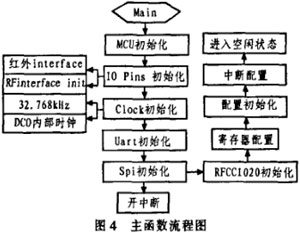 Main
MCU初始化
进入空闲状态
红外interface
IO Pins 初始化
中断配置
RFinterface init
32.768kHz
Clock初始化
配置初始化
DCO内部时钟
Uart初始化
寄存器配置
Spi初始化
RFCC1020初始化
开中断
图4 主函数流程图